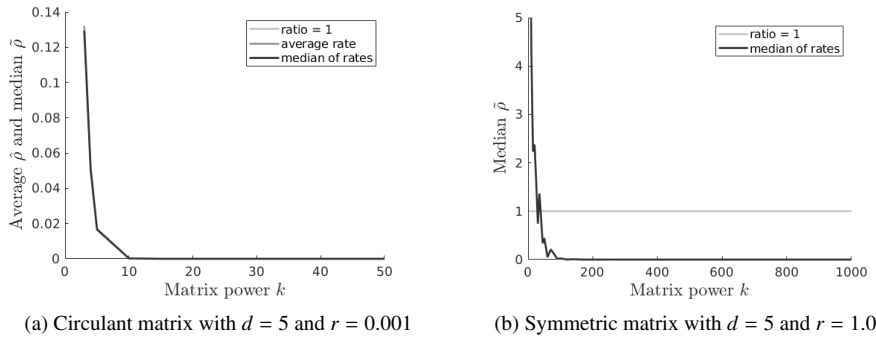 0.14
0.12
0.1
0.08
0.06
0.04
0.02
0
Average ρ̂ and median ρ̃
ratio = 1
average rate
median of rates
0 10 20 30 40 50
Matrix power k
(a) Circulant matrix with d = 5 and r = 0.001
5
4
3
2
1
0
Median ρ̃
ratio = 1
median of rates
0 200 400 600 800 1000
Matrix power k
(b) Symmetric matrix with d = 5 and r = 1.0